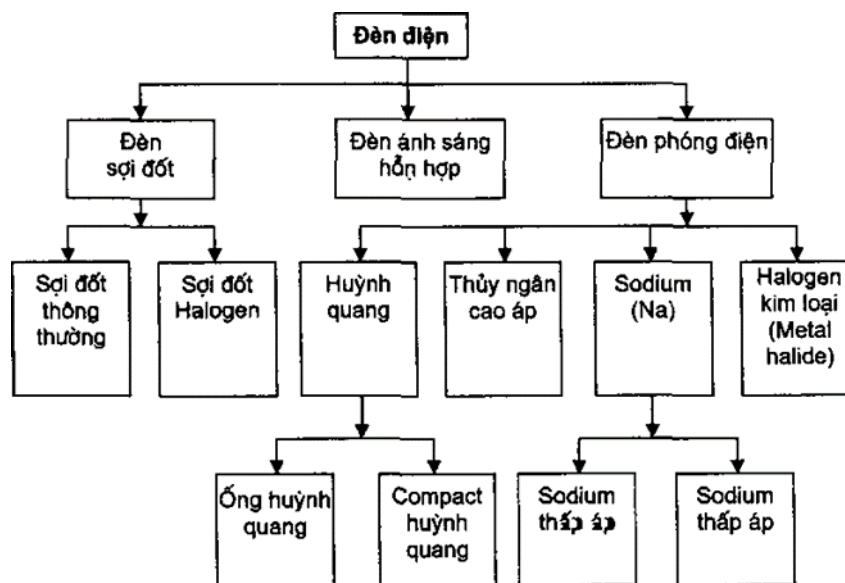 Đèn điện
Đèn
sợi đốt
Đèn ánh sáng
hỗn hợp
Đèn phóng điện
Sợi đốt
thông
thường
Sợi đốt
Halogen
Huỳnh
quang
Thủy ngân
cao áp
Sodium
(Na)
Halogen
kim loại
(Metal
halide)
Ống huỳnh
quang
Compact
huỳnh
quang
Sodium
thấp áp
Sodium
thấp áp